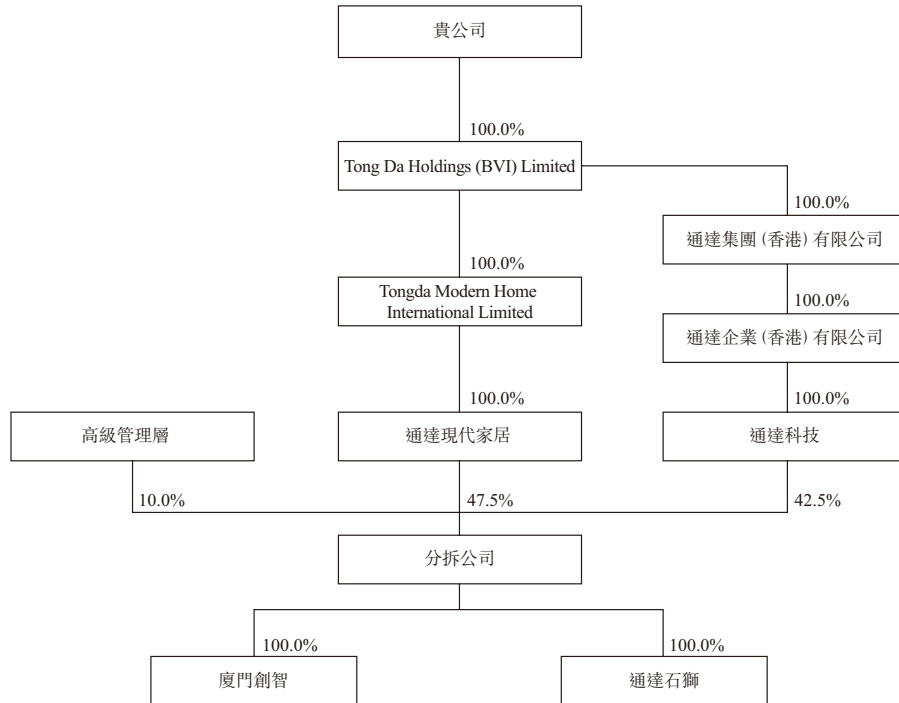 貴公司
100.0%
Tong Da Holdings (BVI) Limited
100.0%
通達集團 (香港) 有限公司
100.0%
Tongda Modern Home
International Limited
100.0%
通達企業 (香港) 有限公司
100.0%
100.0%
高級管理層
通達現代家居
通達科技
10.0%
47.5%
42.5%
分拆公司
100.0%
100.0%
廈門創智
通達石獅